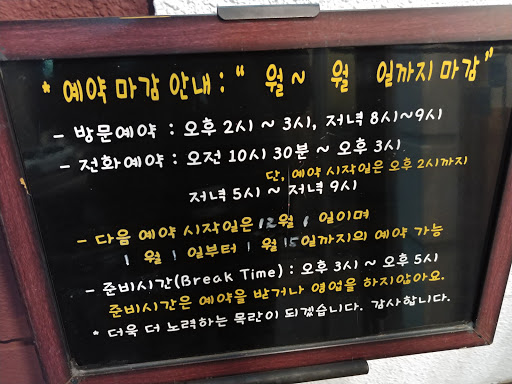 * 예약 마감 안내 : " 월 ~ 월 일까지 마감"
- 방문예약 : 오후 2시 ~ 3시, 저녁 8시~9시
- 전화예약 : 오전 10시 30분 ~ 오후 3시
단, 예약 시작일은 오후 2시까지
저녁 5시 ~ 저녁 9시
- 다음 예약 시작일은 12월 1 일이며
1 월 1 일부터 1 월 15일까지의 예약 가능
- 준비시간(Break Time) : 오후 3시 ~ 오후 5시
준비시간은 예약을 받거나 영업을 하지않아요.
* 더욱 더 노력하는 목란이 되겠습니다. 감사합니다.